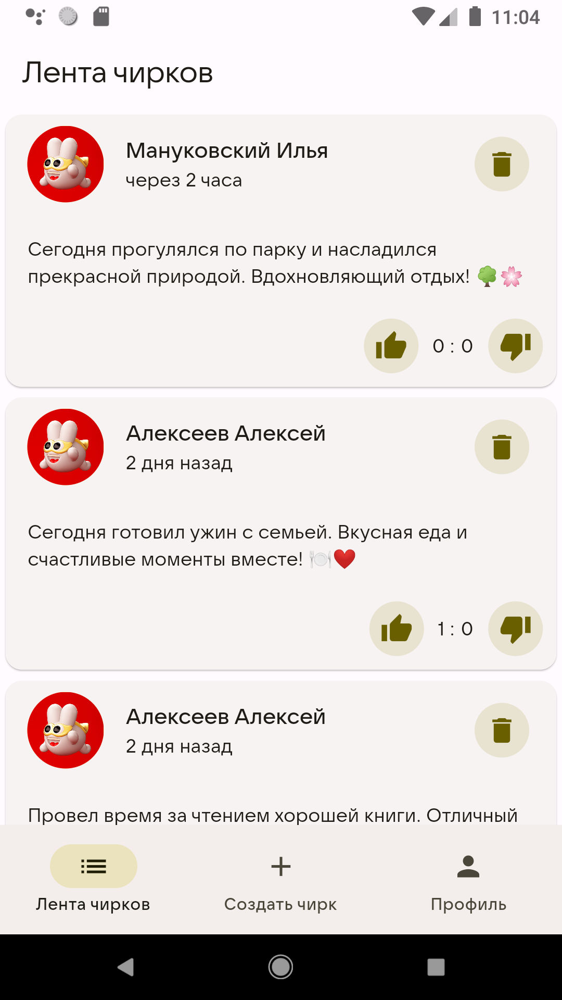 11:04
Лента чирков
Мануковский Илья
через 2 часа
Сегодня прогулялся по парку и насладился
прекрасной природой. Вдохновляющий отдых! 🌳🌸
0 : 0
Алексеев Алексей
2 дня назад
Сегодня готовил ужин с семьей. Вкусная еда и
счастливые моменты вместе! 🍽️❤️
1 : 0
Алексеев Алексей
2 дня назад
Провел время за чтением хорошей книги. Отличный
Лента чирков
Создать чирк
Профиль